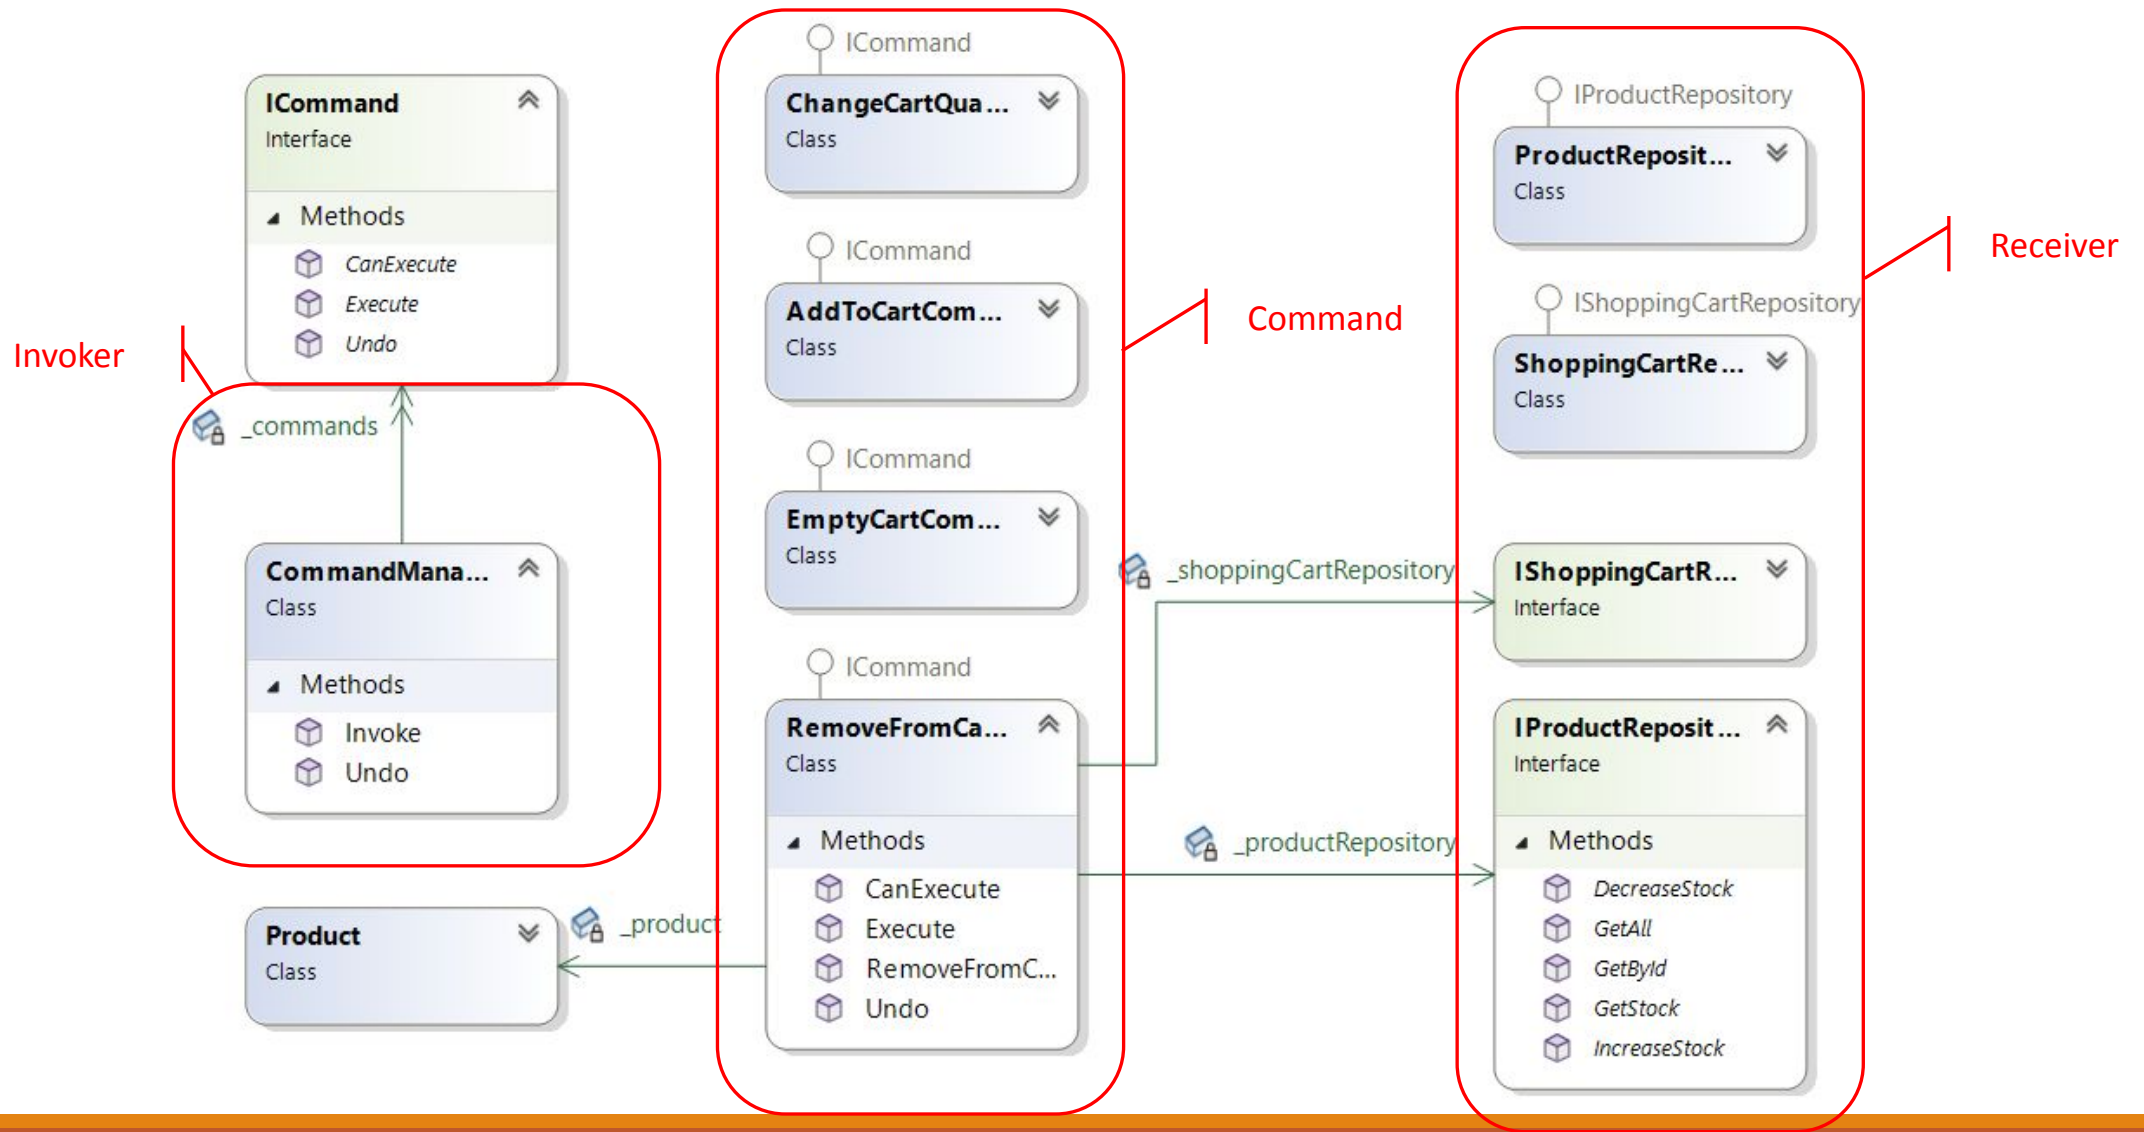 Invoker
ICommand
Interface
Methods
CanExecute
Execute
Undo
_commands
CommandMana...
Class
Methods
Invoke
Undo
Product
Class
_product
ICommand
ChangeCartQua...
Class
ICommand
AddToCartCom...
Class
ICommand
EmptyCartCom...
Class
ICommand
RemoveFromCa...
Class
Methods
CanExecute
Execute
RemoveFromC...
Undo
Command
_shoppingCartRepository
_productRepository
IProductRepository
ProductReposit...
Class
IShoppingCartRepository
ShoppingCartRe...
Class
IShoppingCartR...
Interface
IProductReposit...
Interface
Methods
DecreaseStock
GetAll
GetById
GetStock
IncreaseStock
Receiver